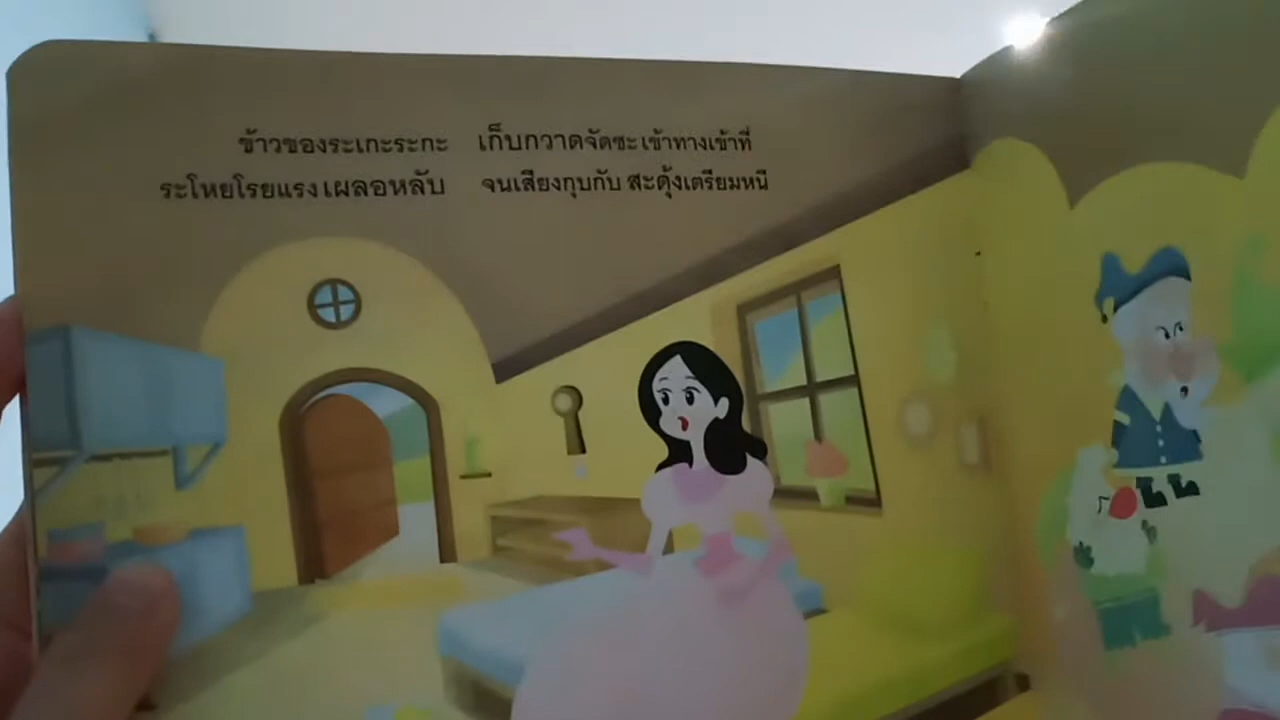 ข้าวของระเกะระกะ เก็บกวาดจัดซะเข้าทางเข้าที่
ระโหยโรยแรงเผลอหลับ จนเสียงกุบกับ สะดุ้งเตรียมหนี